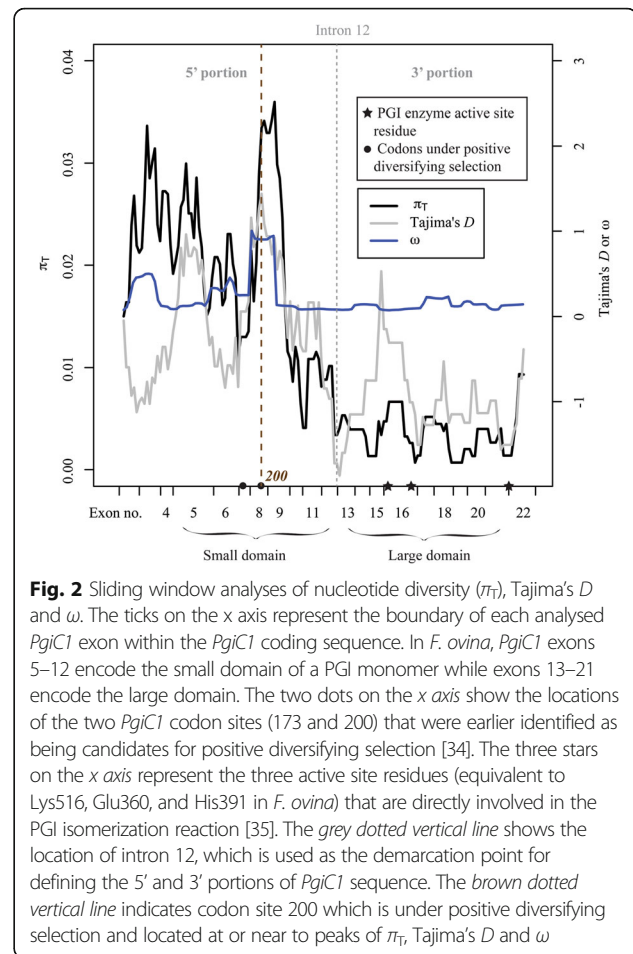 Intron 12
5' portion
3' portion
0.04
0.03
0.02
0.01
0.00
πT
3
2
1
0
-1
Tajima's D or ω
★ PGI enzyme active site
residue
● Codons under positive
diversifying selection
πT
Tajima's D
ω
200
Exon no. 4 5 6 8 9 11 13 15 16 18 20 22
Small domain
Large domain
Fig. 2 Sliding window analyses of nucleotide diversity (πT), Tajima's D
and ω. The ticks on the x axis represent the boundary of each analysed
PgiC1 exon within the PgiC1 coding sequence. In F. ovina, PgiC1 exons
5–12 encode the small domain of a PGI monomer while exons 13–21
encode the large domain. The two dots on the x axis show the locations
of the two PgiC1 codon sites (173 and 200) that were earlier identified as
being candidates for positive diversifying selection [34]. The three stars
on the x axis represent the three active site residues (equivalent to
Lys516, Glu360, and His391 in F. ovina) that are directly involved in the
PGI isomerization reaction [35]. The grey dotted vertical line shows the
location of intron 12, which is used as the demarcation point for
defining the 5' and 3' portions of PgiC1 sequence. The brown dotted
vertical line indicates codon site 200 which is under positive diversifying
selection and located at or near to peaks of πT, Tajima's D and ω